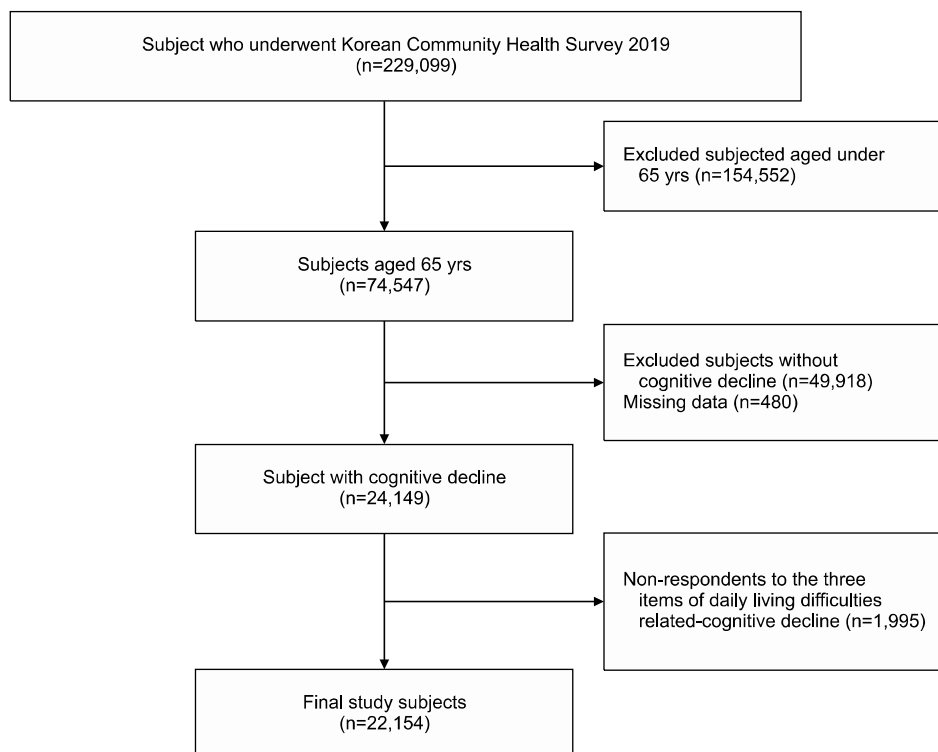 Subject who underwent Korean Community Health Survey 2019
(n=229,099)
Excluded subjected aged under
65 yrs (n=154,552)
Subjects aged 65 yrs
(n=74,547)
Excluded subjects without
cognitive decline (n=49,918)
Missing data (n=480)
Subject with cognitive decline
(n=24,149)
Non-respondents to the three
items of daily living difficulties
related-cognitive decline (n=1,995)
Final study subjects
(n=22,154)